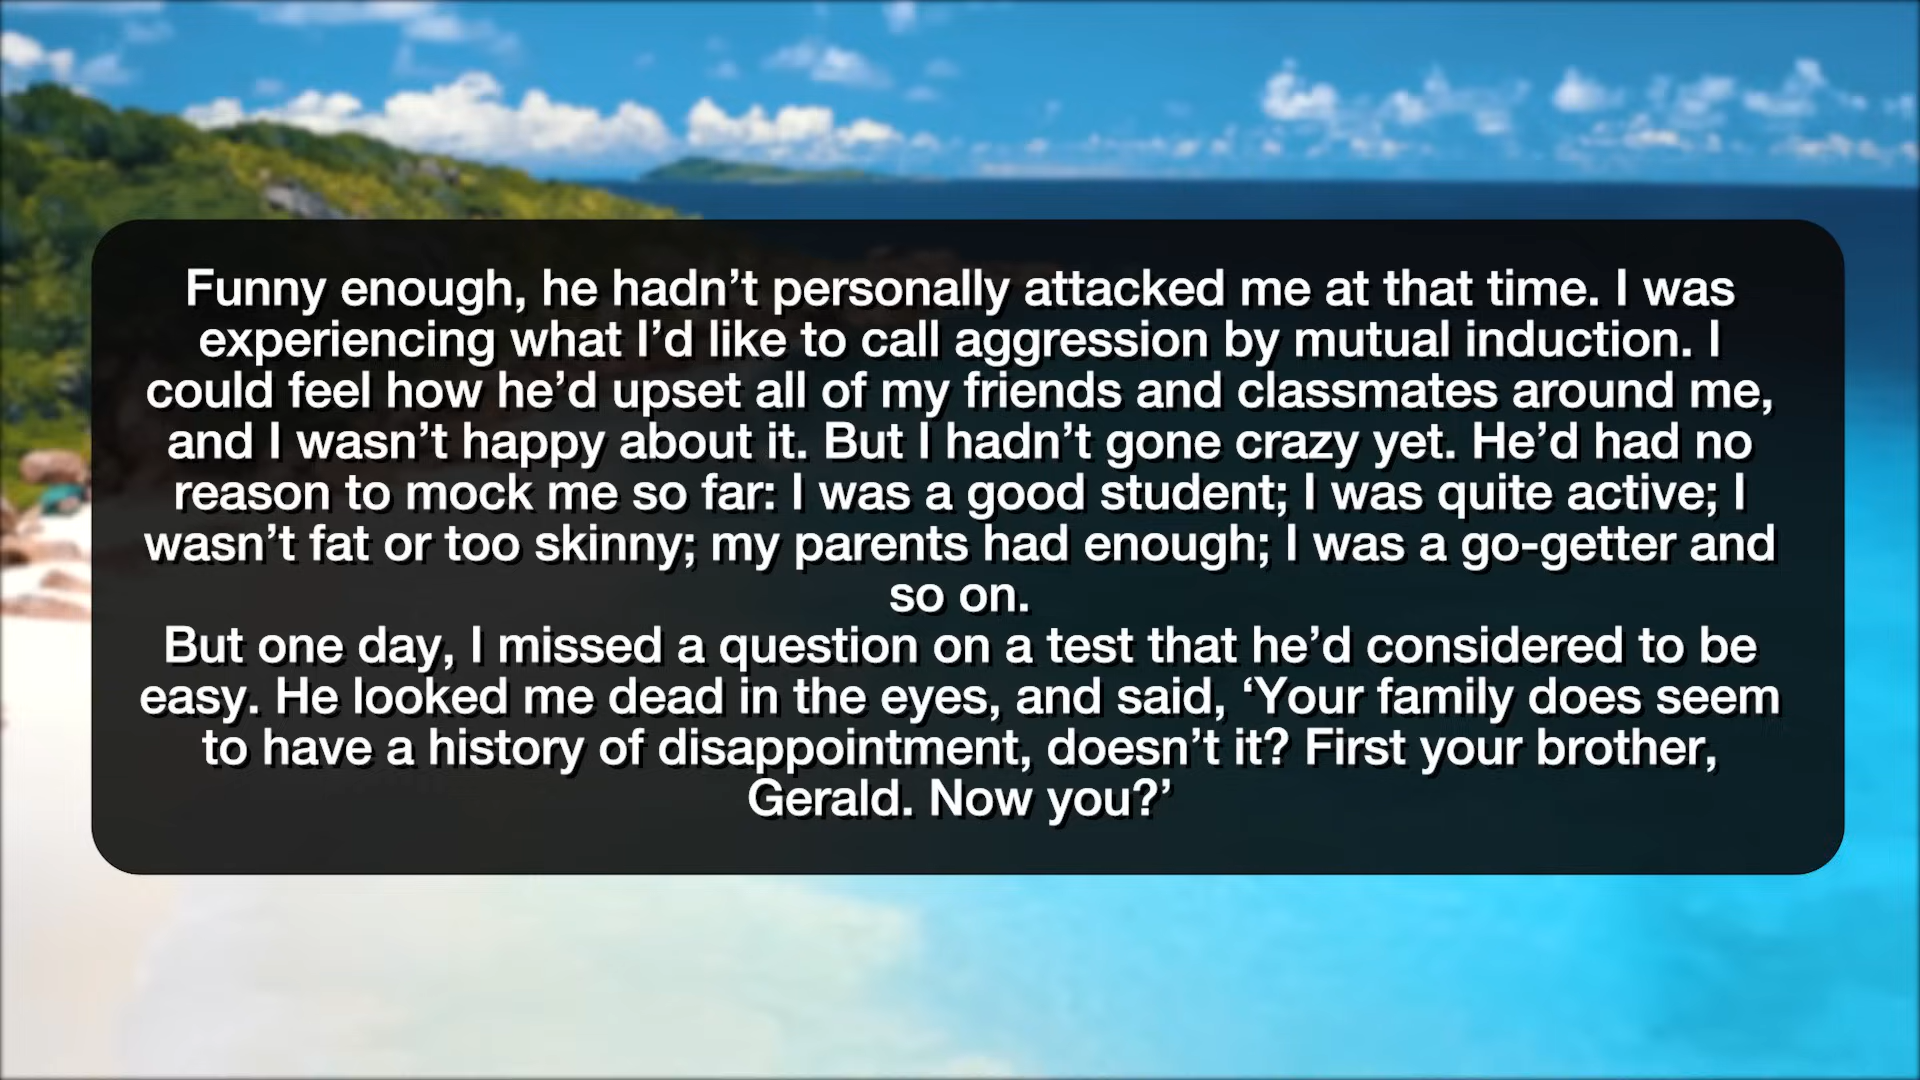 Funny enough, he hadn’t personally attacked me at that time. I was
experiencing what I’d like to call aggression by mutual induction. I
could feel how he’d upset all of my friends and classmates around me,
and I wasn’t happy about it. But I hadn’t gone crazy yet. He’d had no
reason to mock me so far: I was a good student; I was quite active; I
wasn’t fat or too skinny; my parents had enough; I was a go-getter and
so on.
But one day, I missed a question on a test that he’d considered to be
easy. He looked me dead in the eyes, and said, ‘Your family does seem
to have a history of disappointment, doesn’t it? First your brother,
Gerald. Now you?’